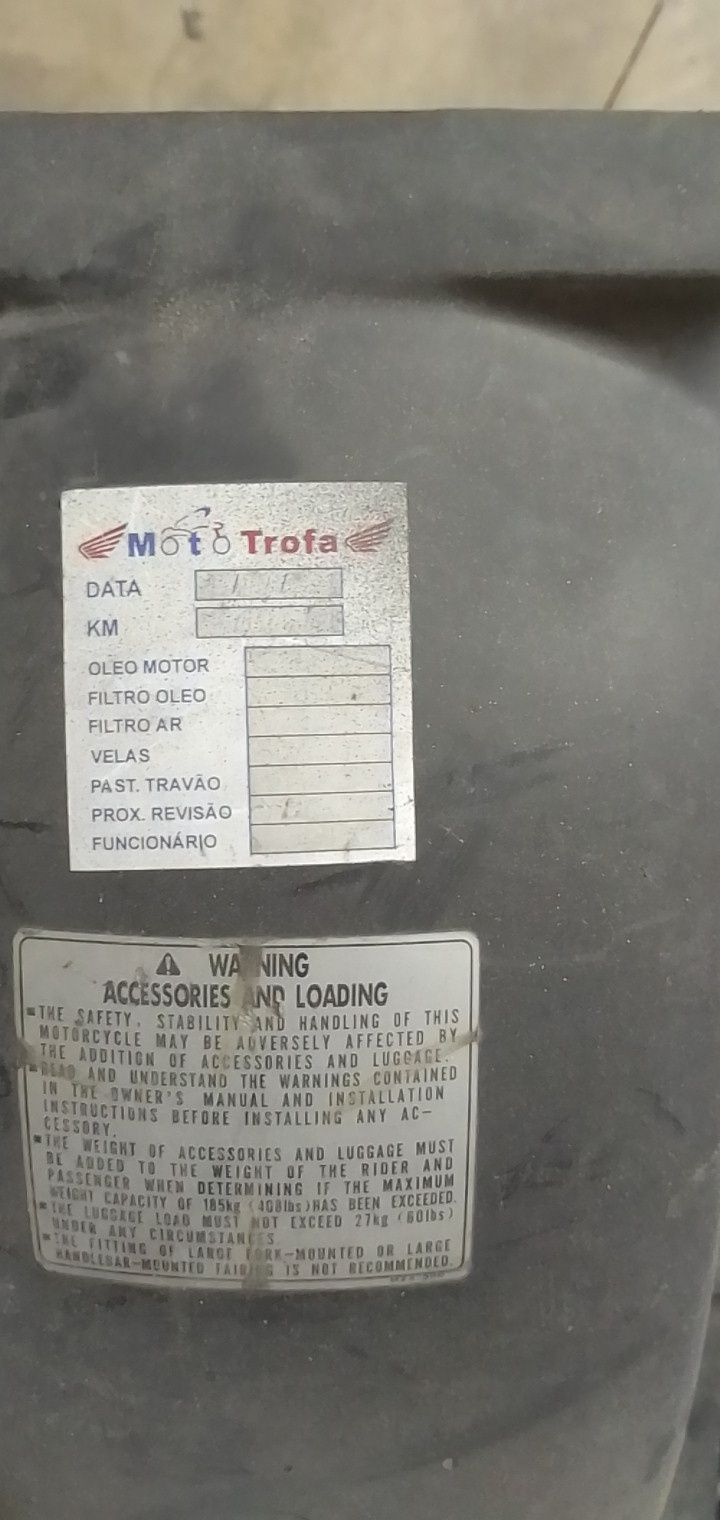 Moto Trofa
DATA / /
KM
OLEO MOTOR
FILTRO OLEO
FILTRO AR
VELAS
PAST. TRAVÃO
PROX. REVISÃO
FUNCIONÁRIO
⚠ WARNING
ACCESSORIES AND LOADING
▪THE SAFETY, STABILITY AND HANDLING OF THIS
MOTORCYCLE MAY BE ADVERSELY AFFECTED BY
THE ADDITION OF ACCESSORIES AND LUGGAGE.
▪READ AND UNDERSTAND THE WARNINGS CONTAINED
IN THE OWNER'S MANUAL AND INSTALLATION
INSTRUCTIONS BEFORE INSTALLING ANY AC-
CESSORY.
▪THE WEIGHT OF ACCESSORIES AND LUGGAGE MUST
BE ADDED TO THE WEIGHT OF THE RIDER AND
PASSENGER WHEN DETERMINING IF THE MAXIMUM
WEIGHT CAPACITY OF 185kg (408lbs)HAS BEEN EXCEEDED.
▪THE LUGGAGE LOAD MUST NOT EXCEED 27kg (60lbs)
UNDER ANY CIRCUMSTANCES
▪THE FITTING OF LARGE FORK-MOUNTED OR LARGE
HANDLEBAR-MOUNTED FAIRING IS NOT RECOMMENDED.